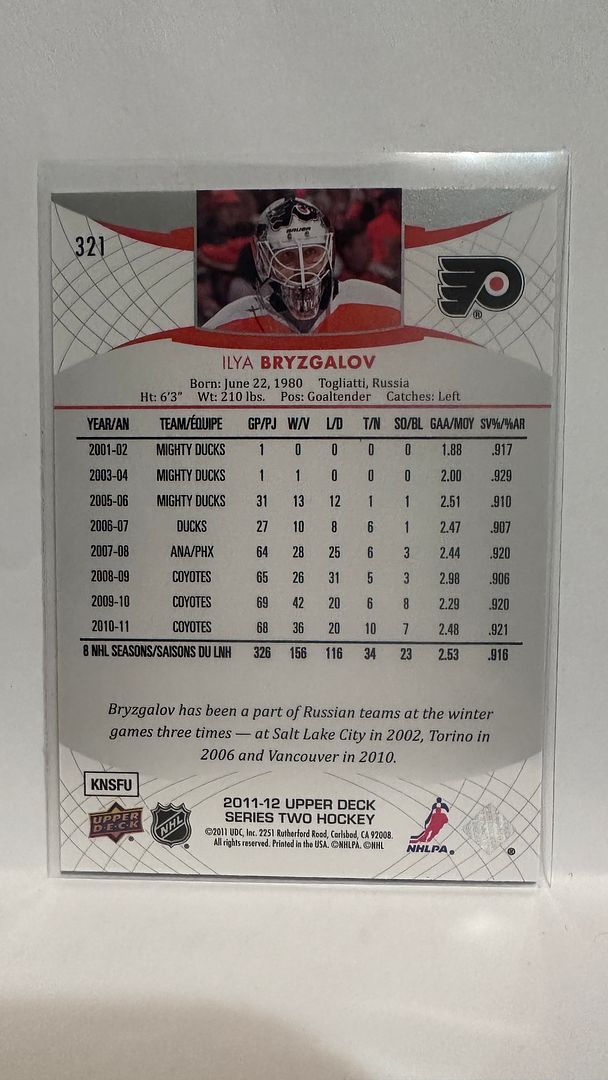 321
BAUER
ILYA BRYZGALOV
Born: June 22, 1980 Togliatti, Russia
Ht: 6'3" Wt: 210 lbs. Pos: Goaltender Catches: Left
YEAR/AN TEAM/ÉQUIPE GP/PJ W/V L/D T/N SO/BL GAA/MOY SV%/%AR
2001-02 MIGHTY DUCKS 1 0 0 0 0 1.88 .917
2003-04 MIGHTY DUCKS 1 1 0 0 0 2.00 .929
2005-06 MIGHTY DUCKS 31 13 12 1 1 2.51 .910
2006-07 DUCKS 27 10 8 6 1 2.47 .907
2007-08 ANA/PHX 64 28 25 6 3 2.44 .920
2008-09 COYOTES 65 26 31 5 3 2.98 .906
2009-10 COYOTES 69 42 20 6 8 2.29 .920
2010-11 COYOTES 68 36 20 10 7 2.48 .921
8 NHL SEASONS/SAISONS DU LNH 326 156 116 34 23 2.53 .916
Bryzgalov has been a part of Russian teams at the winter
games three times — at Salt Lake City in 2002, Torino in
2006 and Vancouver in 2010.
KNSFU
UPPER DECK ® NHL ®
2011-12 UPPER DECK
SERIES TWO HOCKEY
©2011 UDC, Inc. 2251 Rutherford Road, Carlsbad, CA 92008.
All rights reserved. Printed in the USA. ©NHLPA. ©NHL
NHLPA®